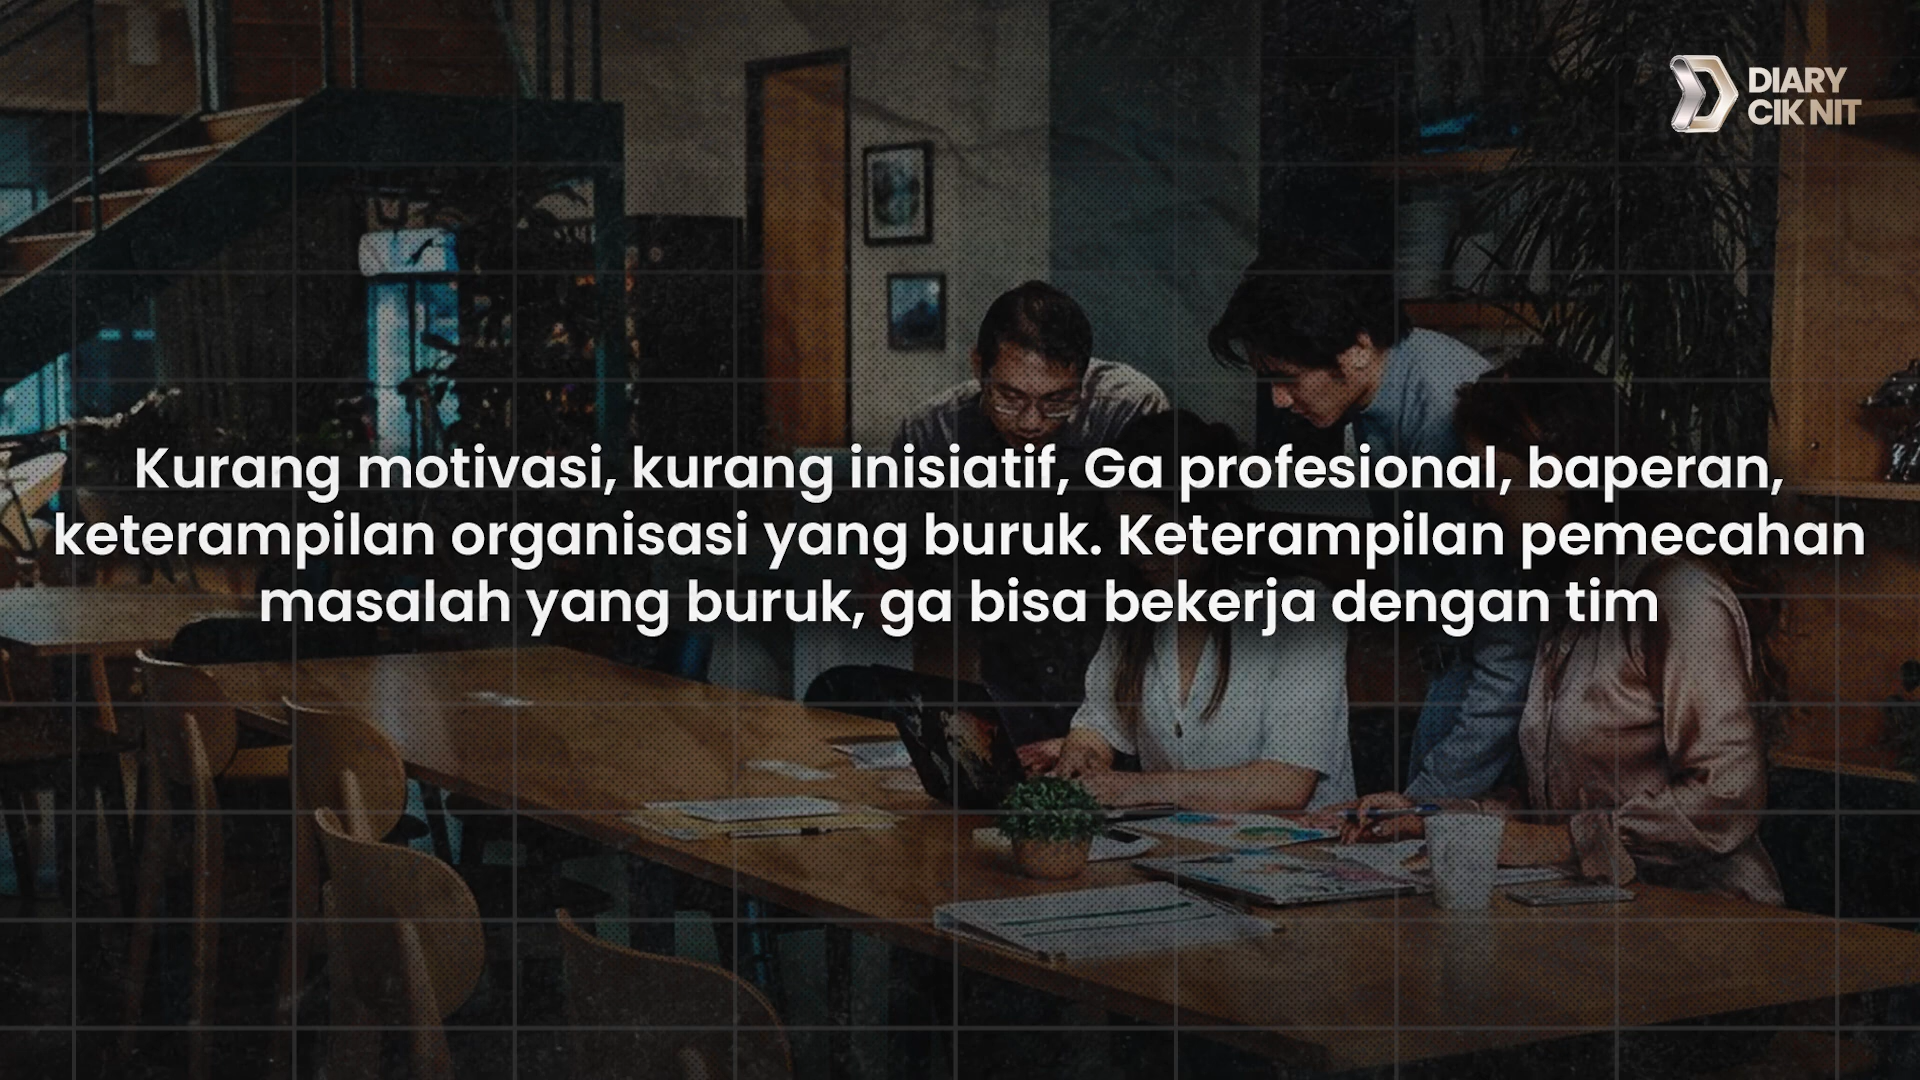 DIARY
CIK NIT
Kurang motivasi, kurang inisiatif, Ga profesional, baperan,
keterampilan organisasi yang buruk. Keterampilan pemecahan
masalah yang buruk, ga bisa bekerja dengan tim